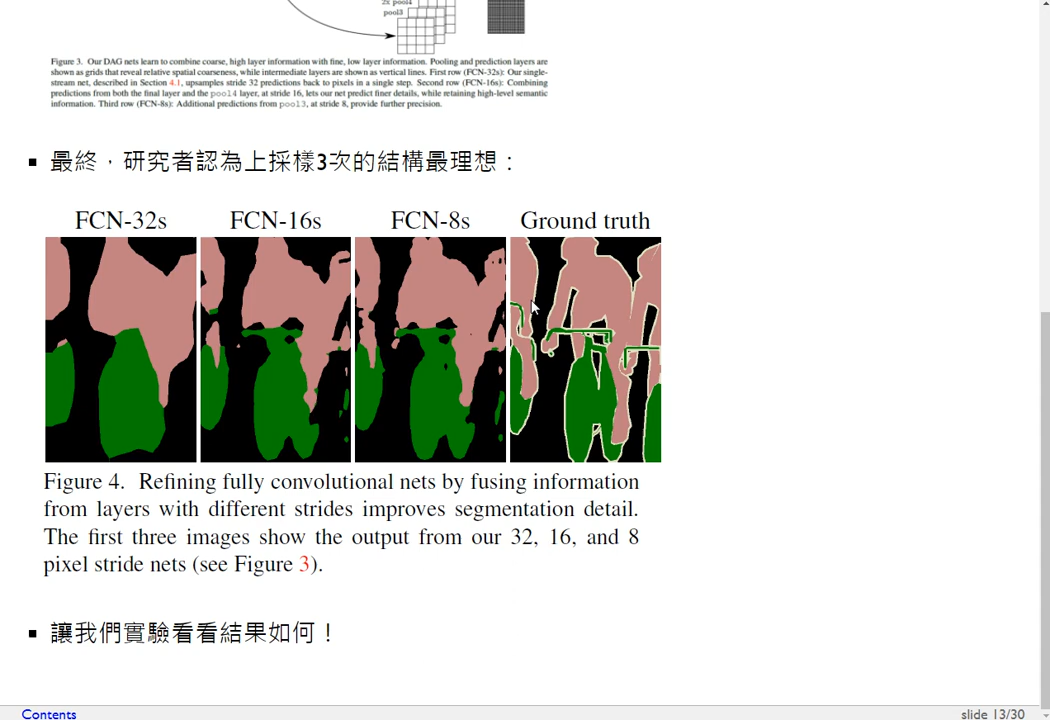 2x pool4
pool3
Figure 3. Our DAG nets learn to combine coarse, high layer information with fine, low layer information. Pooling and prediction layers are
shown as grids that reveal relative spatial coarseness, while intermediate layers are shown as vertical lines. First row (FCN-32s): Our single-
stream net, described in Section 4.1, upsamples stride 32 predictions back to pixels in a single step. Second row (FCN-16s): Combining
predictions from both the final layer and the pool4 layer, at stride 16, lets our net predict finer details, while retaining high-level semantic
information. Third row (FCN-8s): Additional predictions from pool3, at stride 8, provide further precision.
最終，研究者認為上採樣3次的結構最理想：
FCN-32s FCN-16s FCN-8s Ground truth
Figure 4. Refining fully convolutional nets by fusing information
from layers with different strides improves segmentation detail.
The first three images show the output from our 32, 16, and 8
pixel stride nets (see Figure 3).
讓我們實驗看看結果如何！
Contents
slide 13/30